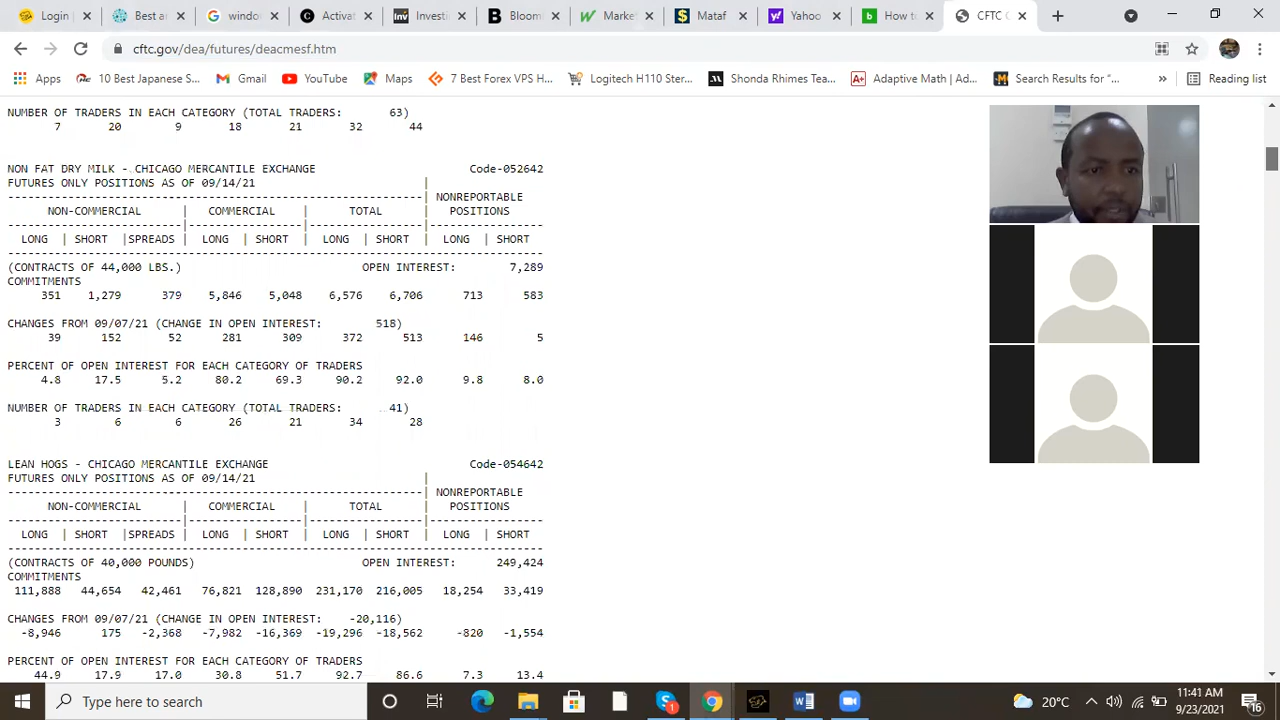 Login
Best ar
windo
Activat
Investi
Bloom
Marke
Mataf
Yahoo
How to
CFTC C
cftc.gov/dea/futures/deacmesf.htm
Apps
10 Best Japanese S...
Gmail
YouTube
Maps
7 Best Forex VPS H...
Logitech H110 Ster...
Shonda Rhimes Tea...
Adaptive Math | Ad...
Search Results for "...
»
Reading list
NUMBER OF TRADERS IN EACH CATEGORY (TOTAL TRADERS: 63)
7 20 9 18 21 32 44
NON FAT DRY MILK - CHICAGO MERCANTILE EXCHANGE Code-052642
FUTURES ONLY POSITIONS AS OF 09/14/21 |
--------------------------------------------------------------| NONREPORTABLE
NON-COMMERCIAL | COMMERCIAL | TOTAL | POSITIONS
--------------------------|------------------|------------------|-----------------
LONG | SHORT |SPREADS | LONG | SHORT | LONG | SHORT | LONG | SHORT
--------------------------------------------------------------------------------
(CONTRACTS OF 44,000 LBS.) OPEN INTEREST: 7,289
COMMITMENTS
351 1,279 379 5,846 5,048 6,576 6,706 713 583
CHANGES FROM 09/07/21 (CHANGE IN OPEN INTEREST: 518)
39 152 52 281 309 372 513 146 5
PERCENT OF OPEN INTEREST FOR EACH CATEGORY OF TRADERS
4.8 17.5 5.2 80.2 69.3 90.2 92.0 9.8 8.0
NUMBER OF TRADERS IN EACH CATEGORY (TOTAL TRADERS: 41)
3 6 6 26 21 34 28
LEAN HOGS - CHICAGO MERCANTILE EXCHANGE Code-054642
FUTURES ONLY POSITIONS AS OF 09/14/21 |
--------------------------------------------------------------| NONREPORTABLE
NON-COMMERCIAL | COMMERCIAL | TOTAL | POSITIONS
--------------------------|------------------|------------------|-----------------
LONG | SHORT |SPREADS | LONG | SHORT | LONG | SHORT | LONG | SHORT
--------------------------------------------------------------------------------
(CONTRACTS OF 40,000 POUNDS) OPEN INTEREST: 249,424
COMMITMENTS
111,888 44,654 42,461 76,821 128,890 231,170 216,005 18,254 33,419
CHANGES FROM 09/07/21 (CHANGE IN OPEN INTEREST: -20,116)
-8,946 175 -2,368 -7,982 -16,369 -19,296 -18,562 -820 -1,554
PERCENT OF OPEN INTEREST FOR EACH CATEGORY OF TRADERS
44.9 17.9 17.0 30.8 51.7 92.7 86.6 7.3 13.4
Type here to search
20°C
11:41 AM
9/23/2021
16